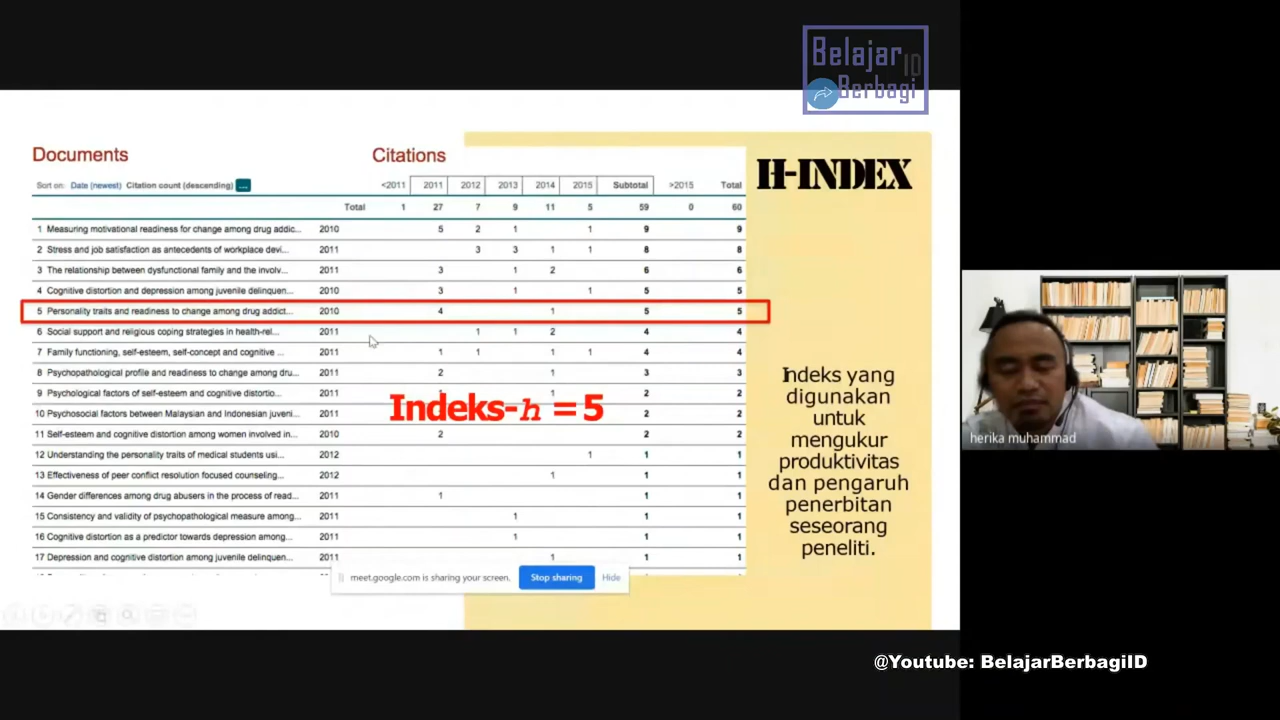 Belajar
ID
Berbagi
Documents
Citations
H-INDEX
Sort on: Date (newest) Citation count (descending) ...
<2011 2011 2012 2013 2014 2015 Subtotal >2015 Total
Total 1 27 7 9 11 5 59 0 60
1 Measuring motivational readiness for change among drug addic... 2010 5 2 1 1 9 9
2 Stress and job satisfaction as antecedents of workplace devi... 2011 3 3 1 1 8 8
3 The relationship between dysfunctional family and the involv... 2011 3 1 2 6 6
4 Cognitive distortion and depression among juvenile delinquen... 2010 3 1 1 5 5
5 Personality traits and readiness to change among drug addict... 2010 4 1 5 5
6 Social support and religious coping strategies in health-rel... 2011 1 1 2 4 4
7 Family functioning, self-esteem, self-concept and cognitive ... 2011 1 1 1 1 4 4
8 Psychopathological profile and readiness to change among dru... 2011 2 1 3 3
9 Psychological factors of self-esteem and cognitive distortio... 2011 1 2 2
10 Psychosocial factors between Malaysian and Indonesian juveni... 2011 2 2
11 Self-esteem and cognitive distortion among women involved in... 2010 2 2 2
12 Understanding the personality traits of medical students usi... 2012 1 1 1
13 Effectiveness of peer conflict resolution focused counseling... 2012 1 1 1
14 Gender differences among drug abusers in the process of read... 2011 1 1 1
15 Consistency and validity of psychopathological measure among... 2011 1 1 1
16 Cognitive distortion as a predictor towards depression among... 2011 1 1 1
17 Depression and cognitive distortion among juvenile delinquen... 2011 1 1 1
Indeks-h = 5
Indeks yang
digunakan
untuk
mengukur
produktivitas
dan pengaruh
penerbitan
seseorang
peneliti.
herika muhammad
meet.google.com is sharing your screen. Stop sharing Hide
@Youtube: BelajarBerbagiID